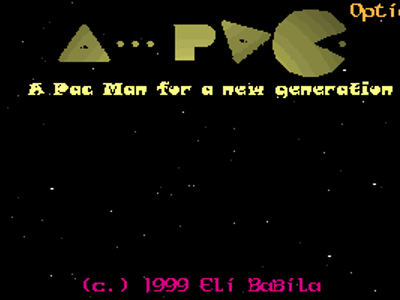 Opti
A... PAC
A Pac Man for a new generation
(c.) 1999 Eli BaBila